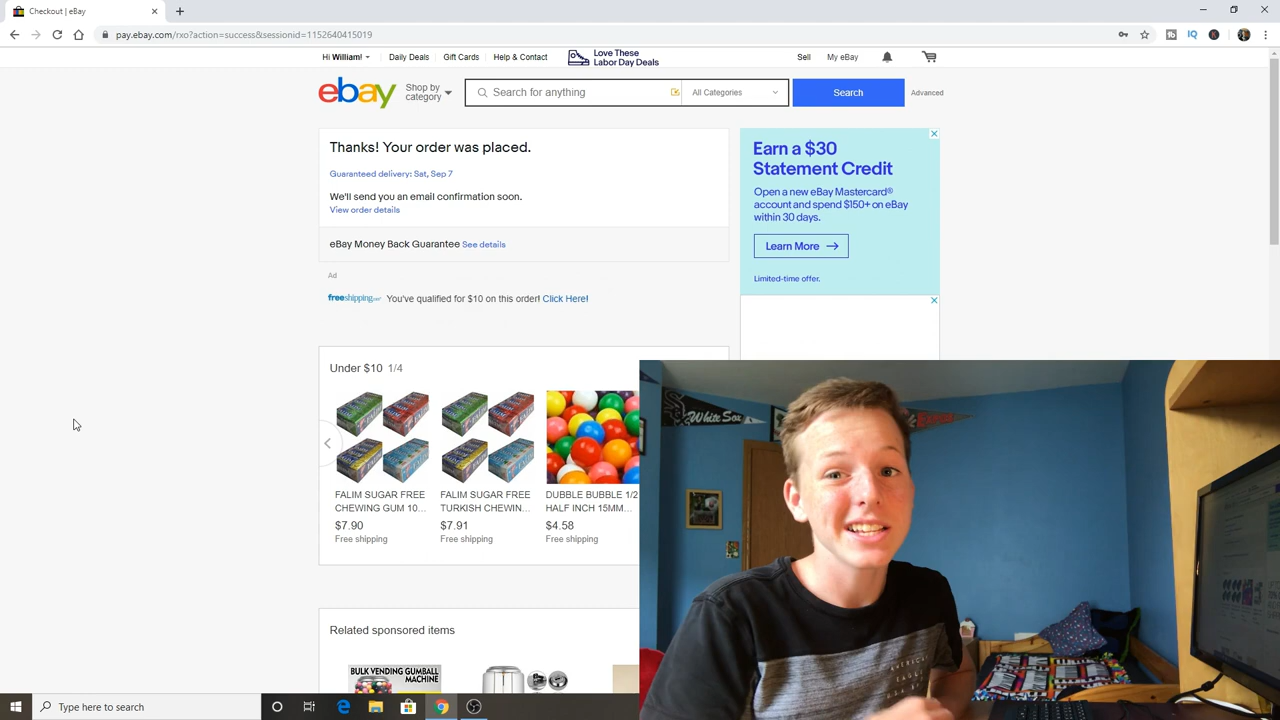 Checkout | eBay
pay.ebay.com/rxo?action=success&sessionid=1152640415019
Hi William!
Daily Deals
Gift Cards
Help & Contact
Love These
Labor Day Deals
Sell
My eBay
ebay
Shop by
category
Search for anything
All Categories
Search
Advanced
Thanks! Your order was placed.
Guaranteed delivery: Sat, Sep 7
We'll send you an email confirmation soon.
View order details
eBay Money Back Guarantee See details
Earn a $30
Statement Credit
Open a new eBay Mastercard®
account and spend $150+ on eBay
within 30 days.
Learn More
Limited-time offer.
Ad
freeshipping
You've qualified for $10 on this order! Click Here!
Under $10 1/4
FALIM SUGAR FREE
CHEWING GUM 10...
$7.90
Free shipping
FALIM SUGAR FREE
TURKISH CHEWIN...
$7.91
Free shipping
DUBBLE BUBBLE 1/2
HALF INCH 15MM...
$4.58
Free shipping
White Sox
Related sponsored items
BULK VENDING GUMBALL
MACHINE
AMERICAN
EAGLE
Type here to search